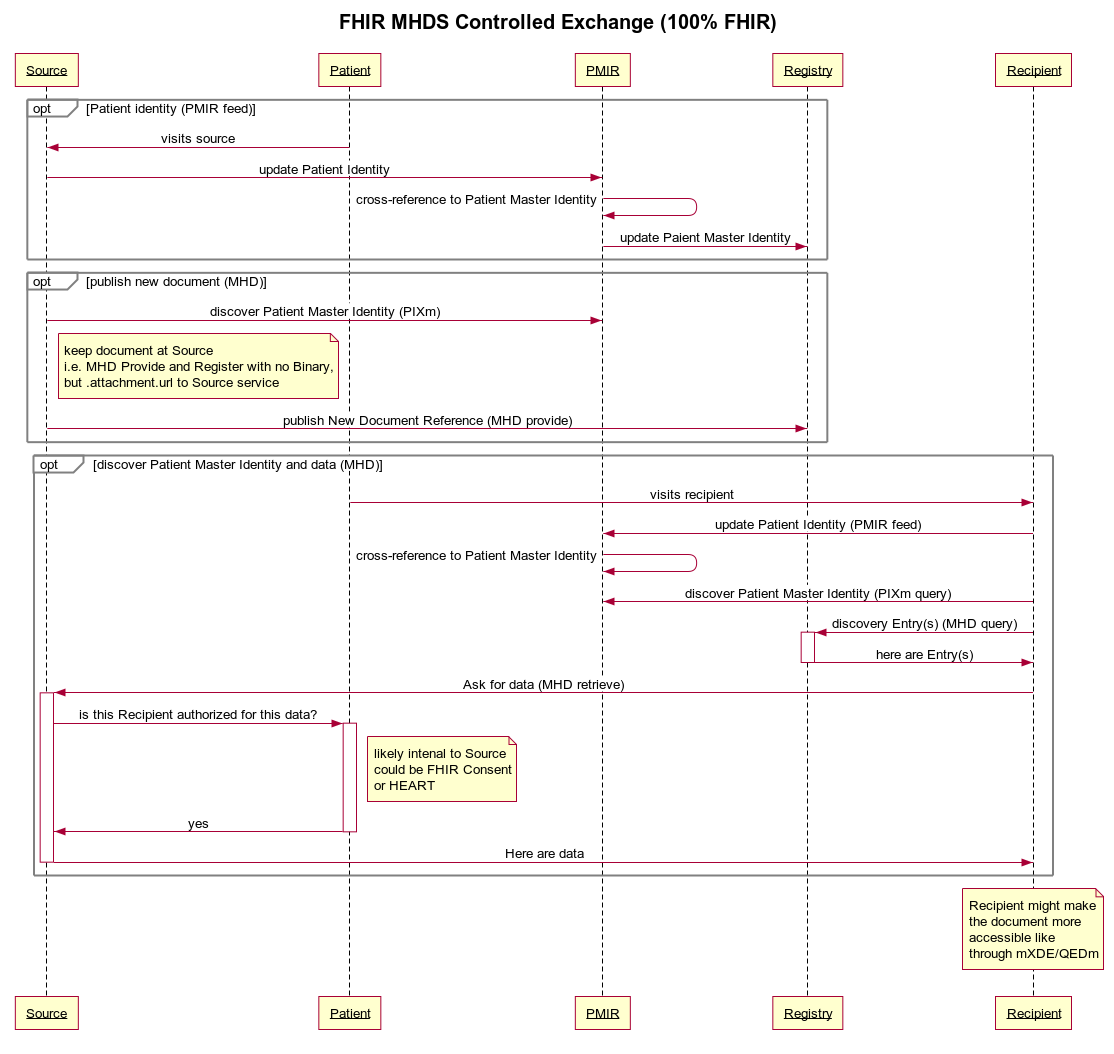 FHIR MHDS Controlled Exchange (100% FHIR)
Source
Patient
PMIR
Registry
Recipient
opt
[Patient identity (PMIR feed)]
visits source
update Patient Identity
cross-reference to Patient Master Identity
update Paient Master Identity
opt
[publish new document (MHD)]
discover Patient Master Identity (PIXm)
keep document at Source
i.e. MHD Provide and Register with no Binary,
but .attachment.url to Source service
publish New Document Reference (MHD provide)
opt
[discover Patient Master Identity and data (MHD)]
visits recipient
update Patient Identity (PMIR feed)
cross-reference to Patient Master Identity
discover Patient Master Identity (PIXm query)
discovery Entry(s) (MHD query)
here are Entry(s)
Ask for data (MHD retrieve)
is this Recipient authorized for this data?
likely intenal to Source
could be FHIR Consent
or HEART
yes
Here are data
Recipient might make
the document more
accessible like
through mXDE/QEDm
Source
Patient
PMIR
Registry
Recipient